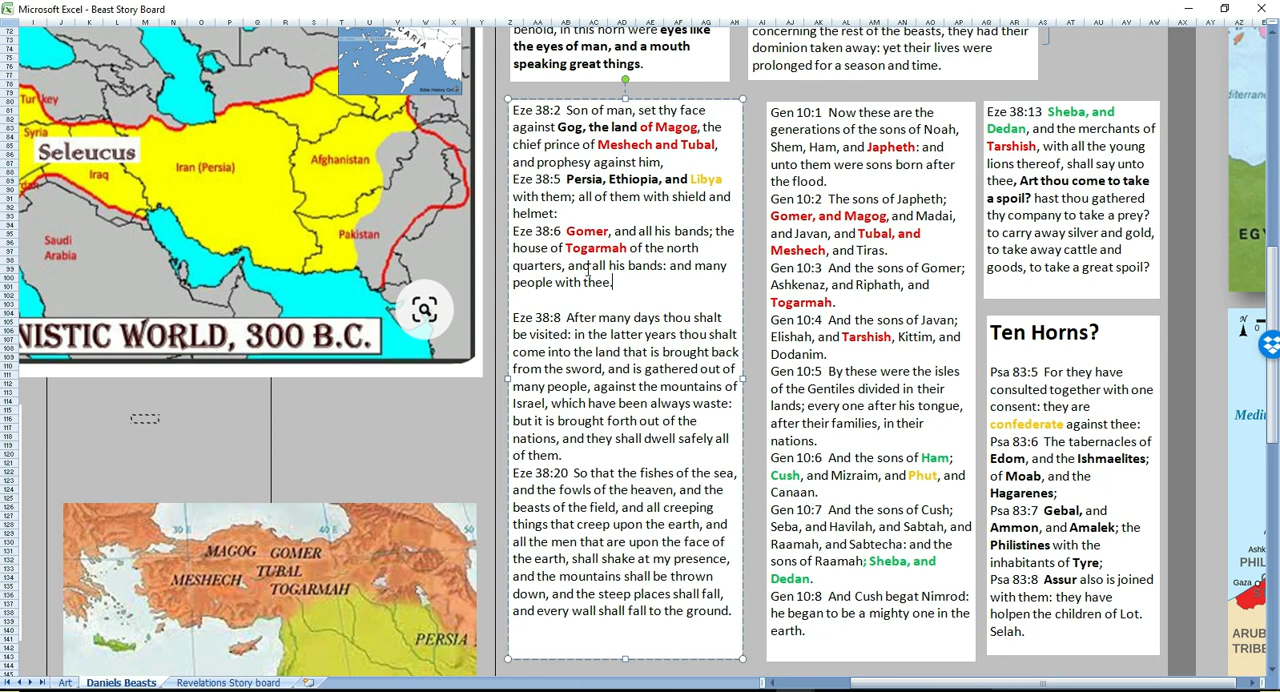 Microsoft Excel - Beast Story Board
Turkey
Syria
Seleucus
Iraq
Iran (Persia)
Afghanistan
Pakistan
Saudi
Arabia
NISTIC WORLD, 300 B.C.
MAGOG GOMER
MESHECH TUBAL
TOGARMAH
PERSIA
behold, in this horn were eyes like
the eyes of man, and a mouth
speaking great things.
concerning the rest of the beasts, they had their
dominion taken away: yet their lives were
prolonged for a season and time.
Eze 38:2 Son of man, set thy face
against Gog, the land of Magog, the
chief prince of Meshech and Tubal,
and prophesy against him,
Eze 38:5 Persia, Ethiopia, and Libya
with them; all of them with shield and
helmet:
Eze 38:6 Gomer, and all his bands; the
house of Togarmah of the north
quarters, and all his bands: and many
people with thee.
Eze 38:8 After many days thou shalt
be visited: in the latter years thou shalt
come into the land that is brought back
from the sword, and is gathered out of
many people, against the mountains of
Israel, which have been always waste:
but it is brought forth out of the
nations, and they shall dwell safely all
of them.
Eze 38:20 So that the fishes of the sea,
and the fowls of the heaven, and the
beasts of the field, and all creeping
things that creep upon the earth, and
all the men that are upon the face of
the earth, shall shake at my presence,
and the mountains shall be thrown
down, and the steep places shall fall,
and every wall shall fall to the ground.
Gen 10:1 Now these are the
generations of the sons of Noah,
Shem, Ham, and Japheth: and
unto them were sons born after
the flood.
Gen 10:2 The sons of Japheth;
Gomer, and Magog, and Madai,
and Javan, and Tubal, and
Meshech, and Tiras.
Gen 10:3 And the sons of Gomer;
Ashkenaz, and Riphath, and
Togarmah.
Gen 10:4 And the sons of Javan;
Elishah, and Tarshish, Kittim, and
Dodanim.
Gen 10:5 By these were the isles
of the Gentiles divided in their
lands; every one after his tongue,
after their families, in their
nations.
Gen 10:6 And the sons of Ham;
Cush, and Mizraim, and Phut, and
Canaan.
Gen 10:7 And the sons of Cush;
Seba, and Havilah, and Sabtah, and
Raamah, and Sabtecha: and the
sons of Raamah; Sheba, and
Dedan.
Gen 10:8 And Cush begat Nimrod:
he began to be a mighty one in the
earth.
Eze 38:13 Sheba, and
Dedan, and the merchants of
Tarshish, with all the young
lions thereof, shall say unto
thee, Art thou come to take
a spoil? hast thou gathered
thy company to take a prey?
to carry away silver and gold,
to take away cattle and
goods, to take a great spoil?
Ten Horns?
Psa 83:5 For they have
consulted together with one
consent: they are
confederate against thee:
Psa 83:6 The tabernacles of
Edom, and the Ishmaelites;
of Moab, and the
Hagarenes;
Psa 83:7 Gebal, and
Ammon, and Amalek; the
Philistines with the
inhabitants of Tyre;
Psa 83:8 Assur also is joined
with them: they have
holpen the children of Lot.
Selah.
EGY
Medi
Ashk
PHIL
Gaza
ARUB
TRIBE
Art
Daniels Beasts
Revelations Story board